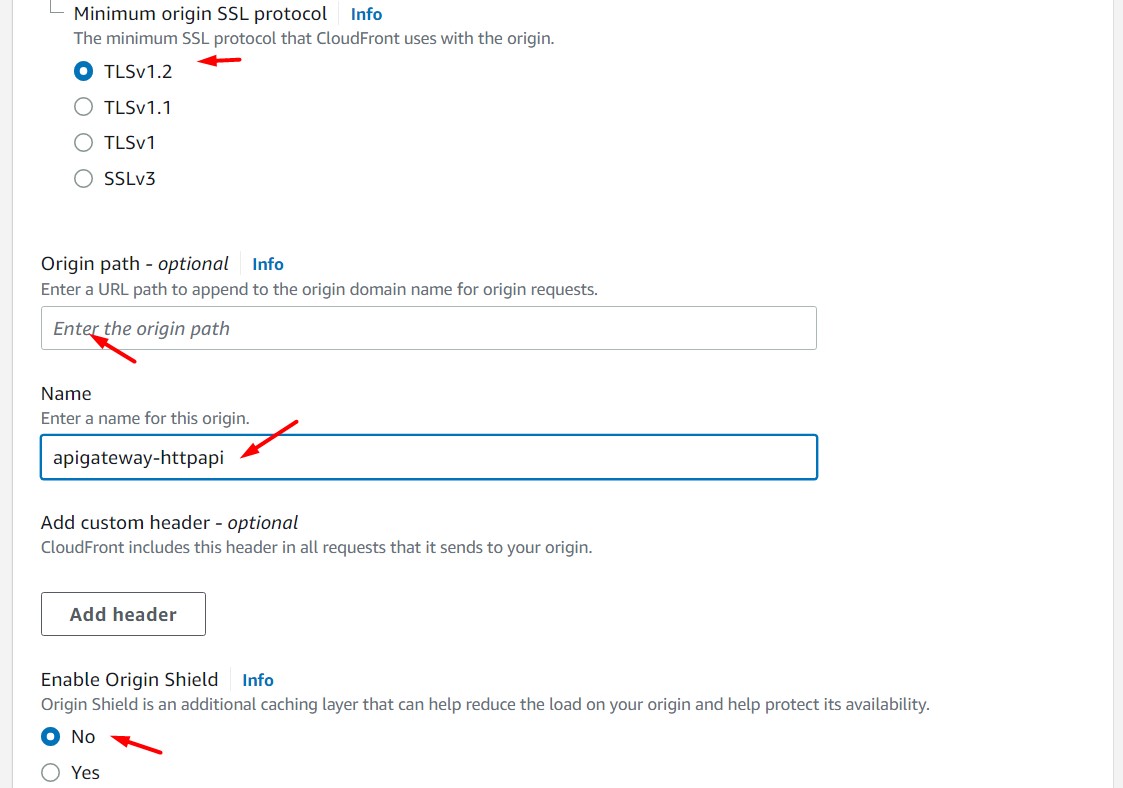 Minimum origin SSL protocol Info
The minimum SSL protocol that CloudFront uses with the origin.
TLSv1.2
TLSv1.1
TLSv1
SSLv3
Origin path - optional Info
Enter a URL path to append to the origin domain name for origin requests.
Enter the origin path
Name
Enter a name for this origin.
apigateway-httpapi
Add custom header - optional
CloudFront includes this header in all requests that it sends to your origin.
Add header
Enable Origin Shield Info
Origin Shield is an additional caching layer that can help reduce the load on your origin and help protect its availability.
No
Yes